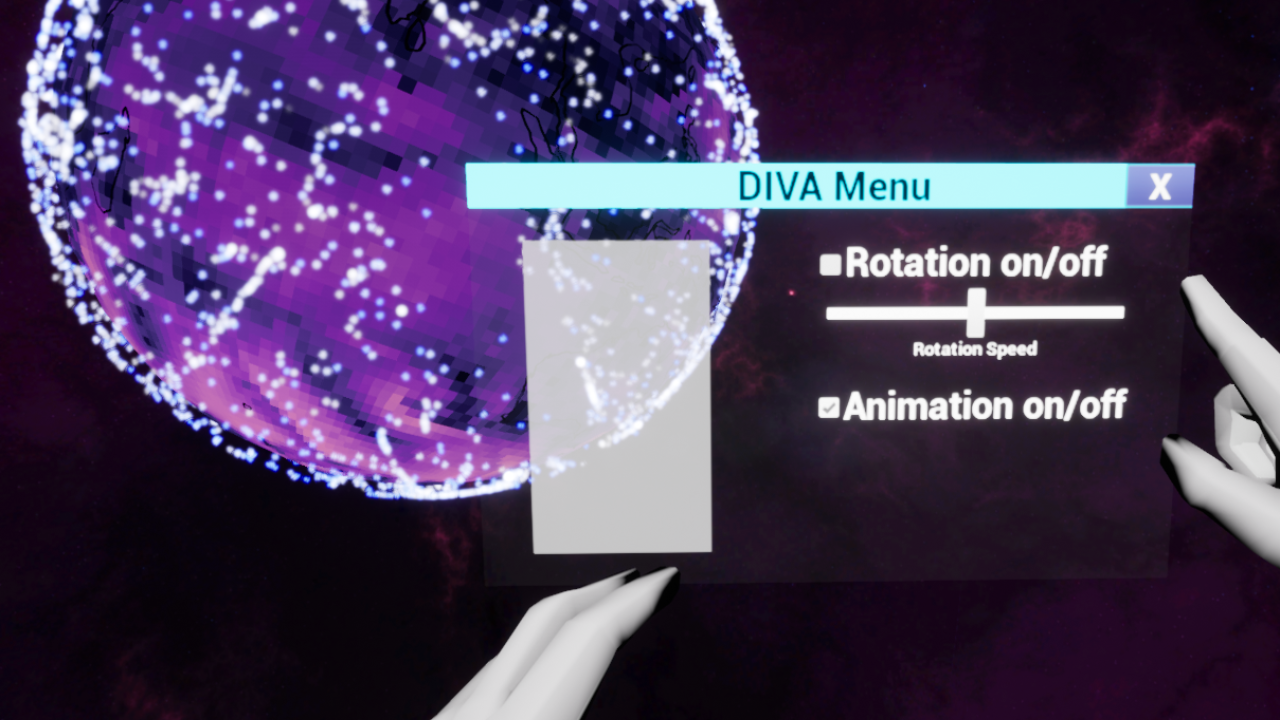 DIVA Menu X
Rotation on/off
Rotation Speed
Animation on/off